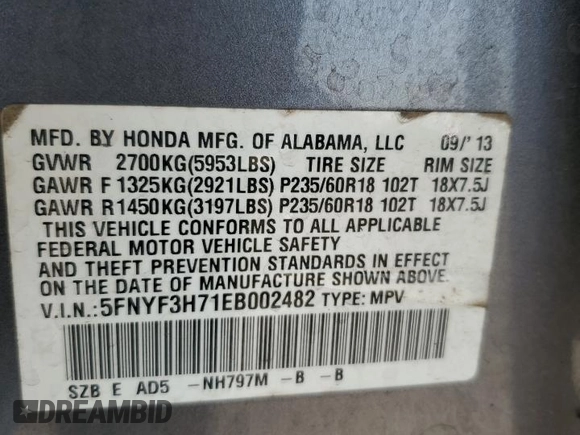 MFD. BY HONDA MFG. OF ALABAMA, LLC 09/'13
GVWR 2700KG(5953LBS) TIRE SIZE RIM SIZE
GAWR F 1325KG(2921LBS) P235/60R18 102T 18X7.5J
GAWR R 1450KG(3197LBS) P235/60R18 102T 18X7.5J
THIS VEHICLE CONFORMS TO ALL APPLICABLE
FEDERAL MOTOR VEHICLE SAFETY
AND THEFT PREVENTION STANDARDS IN EFFECT
ON THE DATE OF MANUFACTURE SHOWN ABOVE.
V.I.N.:5FNYF3H71EB002482 TYPE: MPV
SZB E AD5 -NH797M -B -B
DREAMBID